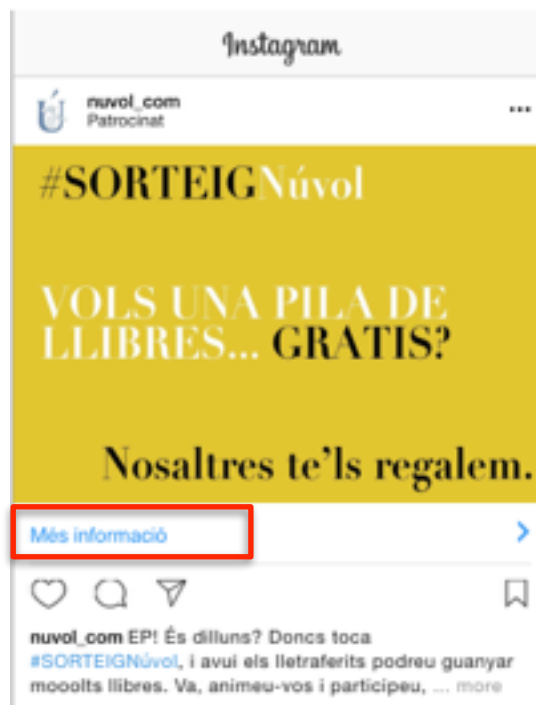 Instagram
nuvol_com
Patrocinat
#SORTEIGNúvol
VOLS UNA PILA DE
LLIBRES... GRATIS?
Nosaltres te'ls regalem.
Més informació
nuvol_com EP! És dilluns? Doncs toca
#SORTEIGNúvol, i avui els lletraferits podreu guanyar
mooolts llibres. Va, animeu-vos i participeu, ... more